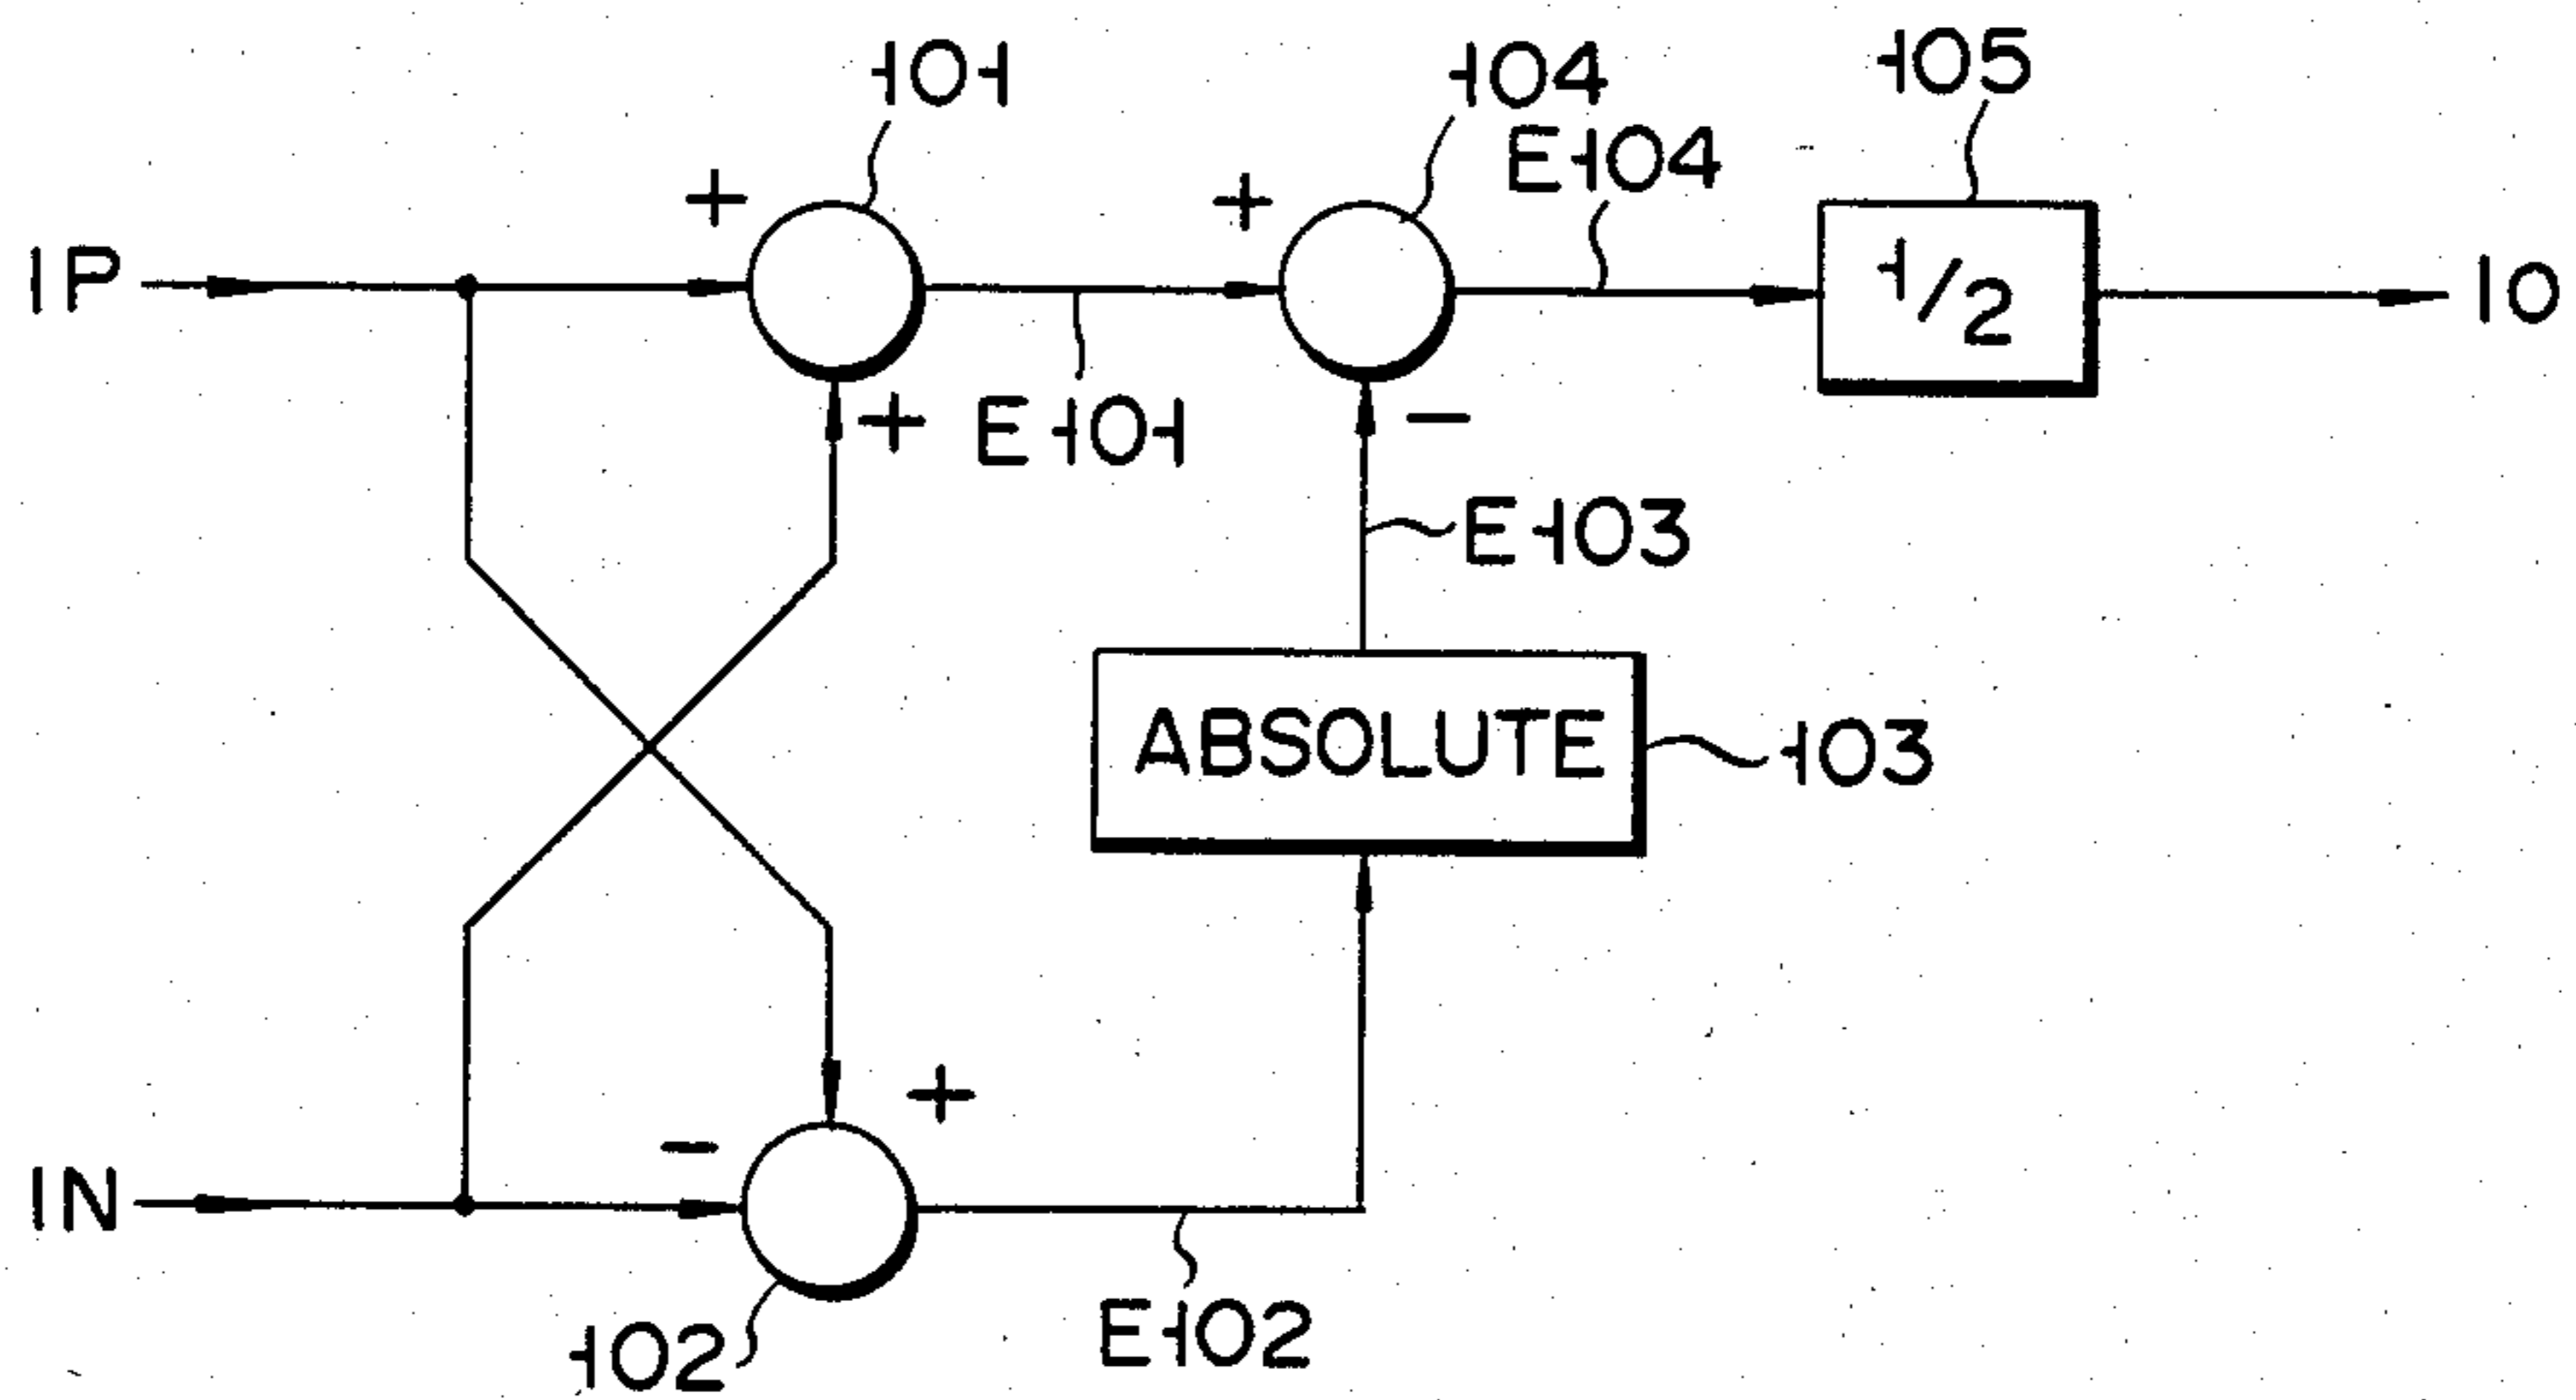 101
104
105
E104
+
+
IP
1/2
IO
+
E101
-
E103
ABSOLUTE
103
+
-
IN
E102
102